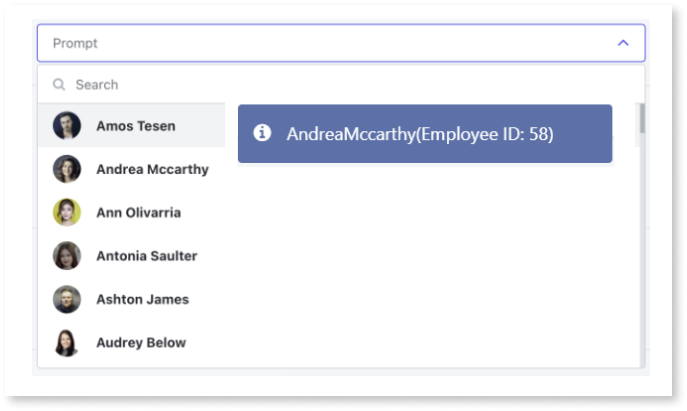 Prompt
Search
Amos Tesen
AndreaMccarthy(Employee ID: 58)
Andrea Mccarthy
Ann Olivarria
Antonia Saulter
Ashton James
Audrey Below